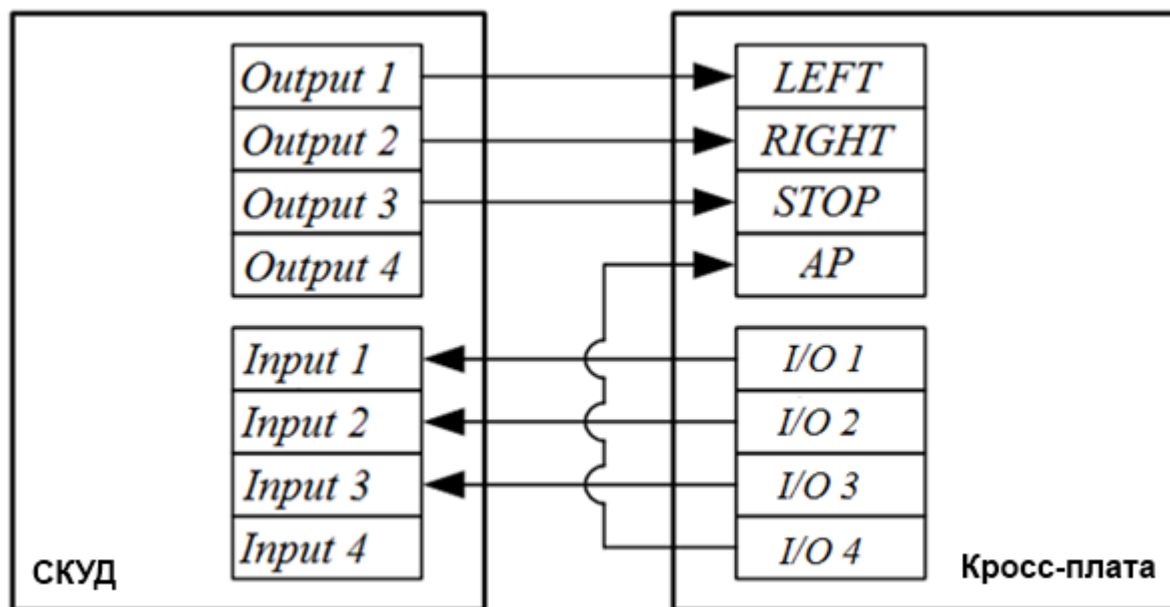 Output 1
Output 2
Output 3
Output 4
Input 1
Input 2
Input 3
Input 4
СКУД
LEFT
RIGHT
STOP
AP
I/O 1
I/O 2
I/O 3
I/O 4
Кросс-плата